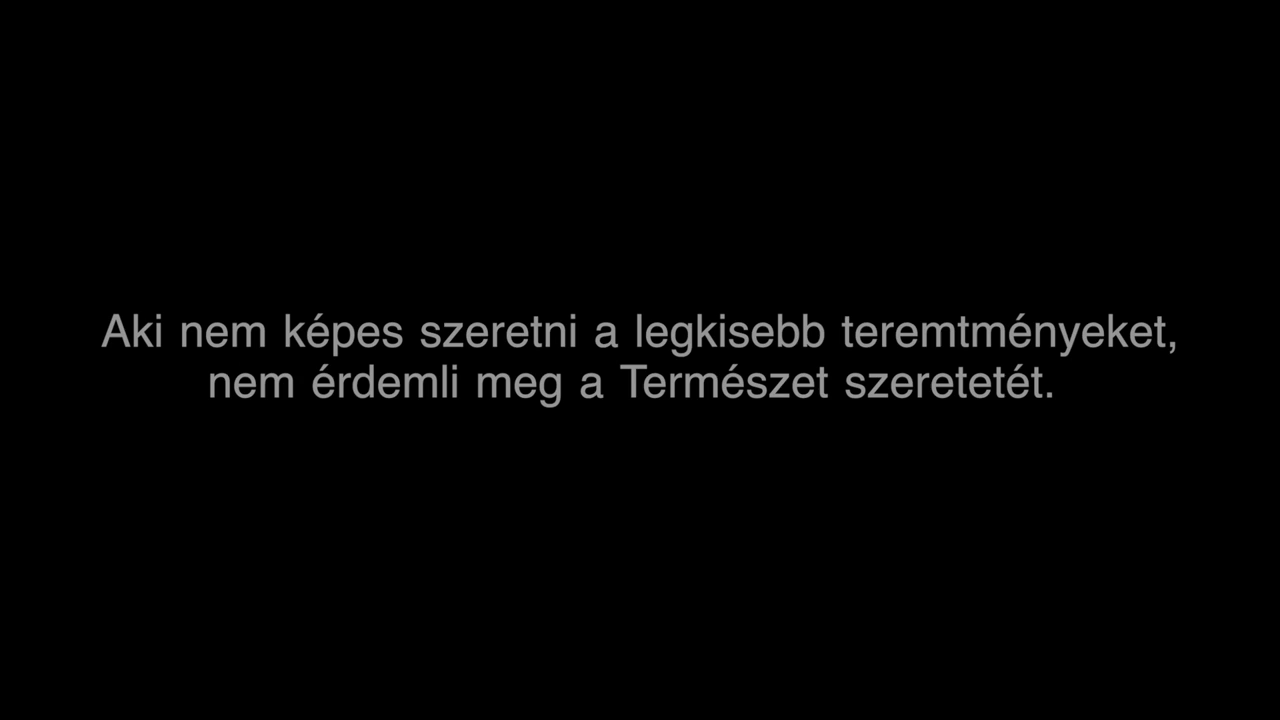 Aki nem képes szeretni a legkisebb teremtményeket,
nem érdemli meg a Természet szeretetét.